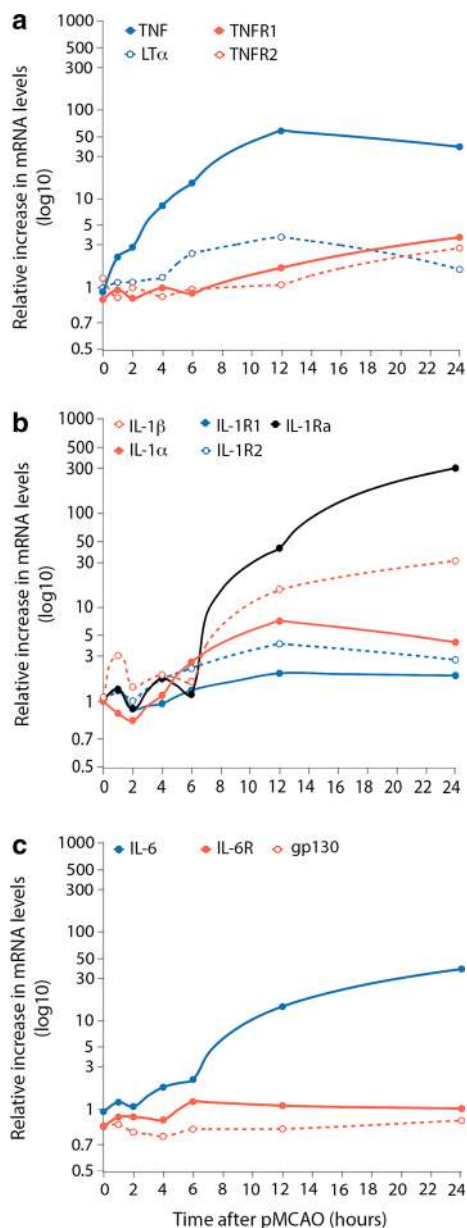 a
TNF TNFR1
LTα TNFR2
1000
500
300
100
50
30
10
5
3
1
0.7
0.5
Relative increase in mRNA levels
(log10)
0 2 4 6 8 10 12 14 16 18 20 22 24
b
IL-1β IL-1R1 IL-1Ra
IL-1α IL-1R2
1000
500
300
100
50
30
10
5
3
1
0.7
0.5
Relative increase in mRNA levels
(log10)
0 2 4 6 8 10 12 14 16 18 20 22 24
c
IL-6 IL-6R gp130
1000
500
300
100
50
30
10
5
3
1
0.7
0.5
Relative increase in mRNA levels
(log10)
0 2 4 6 8 10 12 14 16 18 20 22 24
Time after pMCAO (hours)